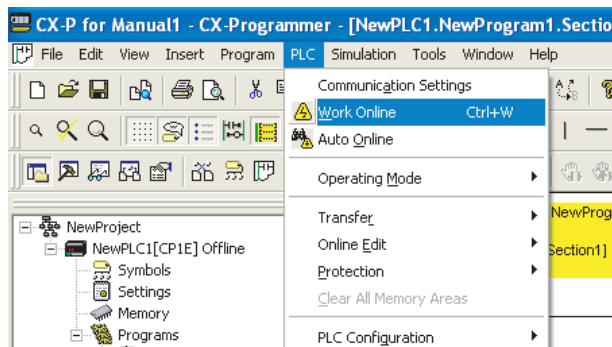 CX-P for Manual1 - CX-Programmer - [NewPLC1.NewProgram1.Sectio
File Edit View Insert Program PLC Simulation Tools Window Help
Communication Settings
Work Online Ctrl+W
Auto Online
Operating Mode
Transfer
NewProg
NewProject
Online Edit
Section1]
NewPLC1[CP1E] Offline
Symbols
Protection
Settings
Clear All Memory Areas
Memory
Programs
PLC Configuration